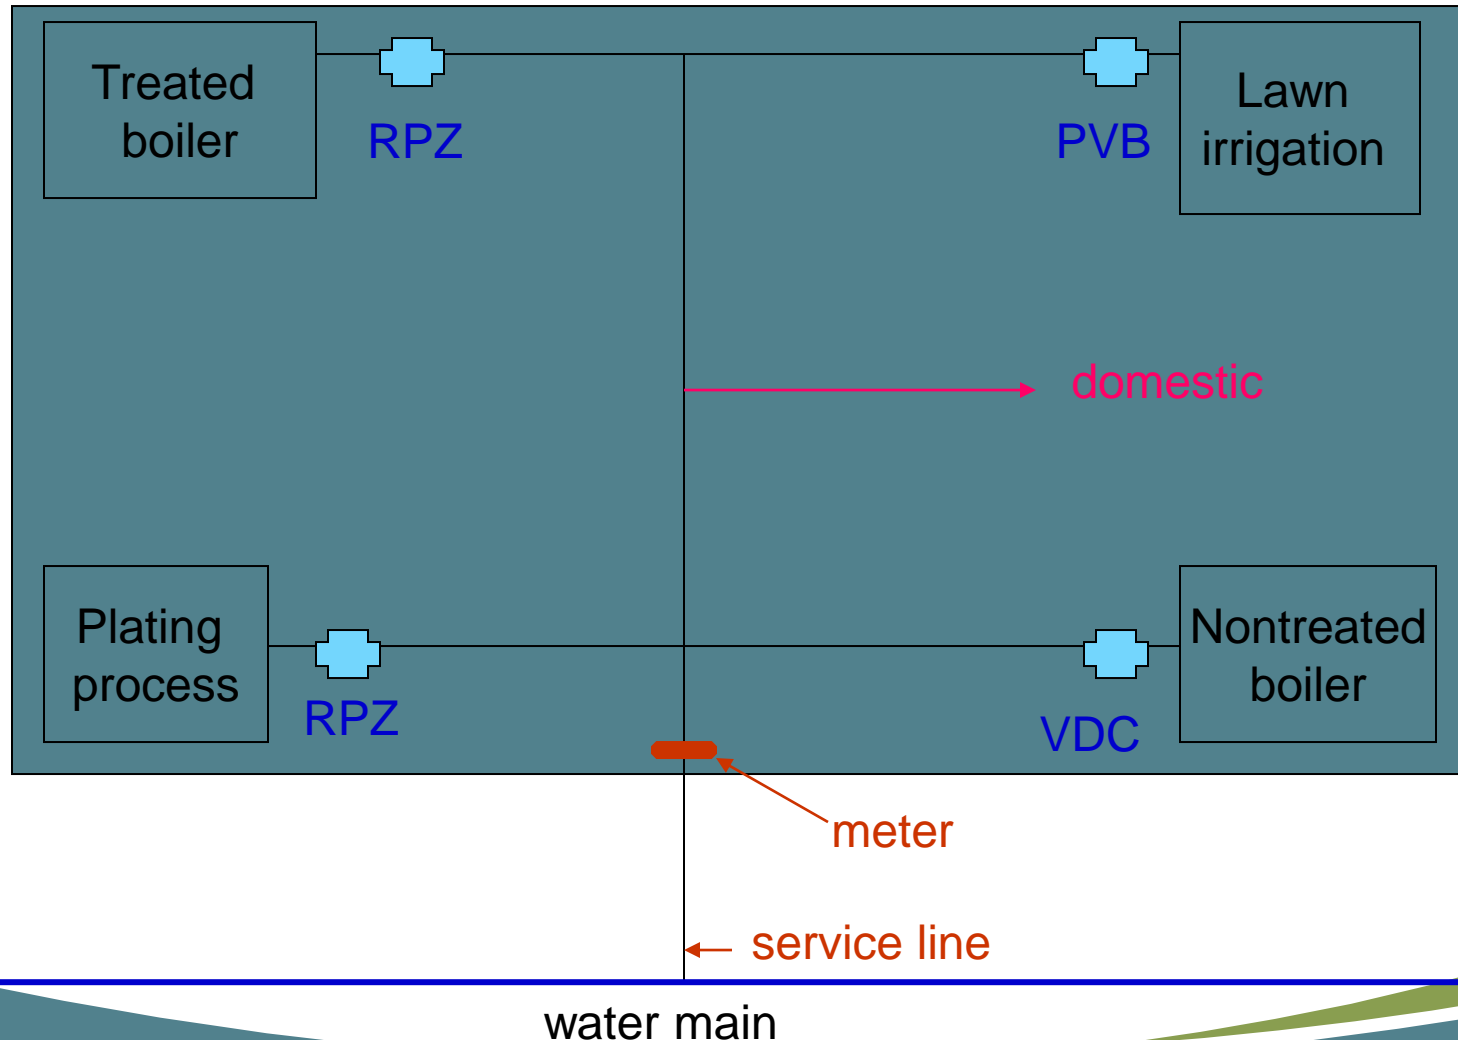 Treated
boiler
RPZ
PVB
Lawn
irrigation
domestic
Plating
process
RPZ
VDC
Nontreated
boiler
meter
service line
water main